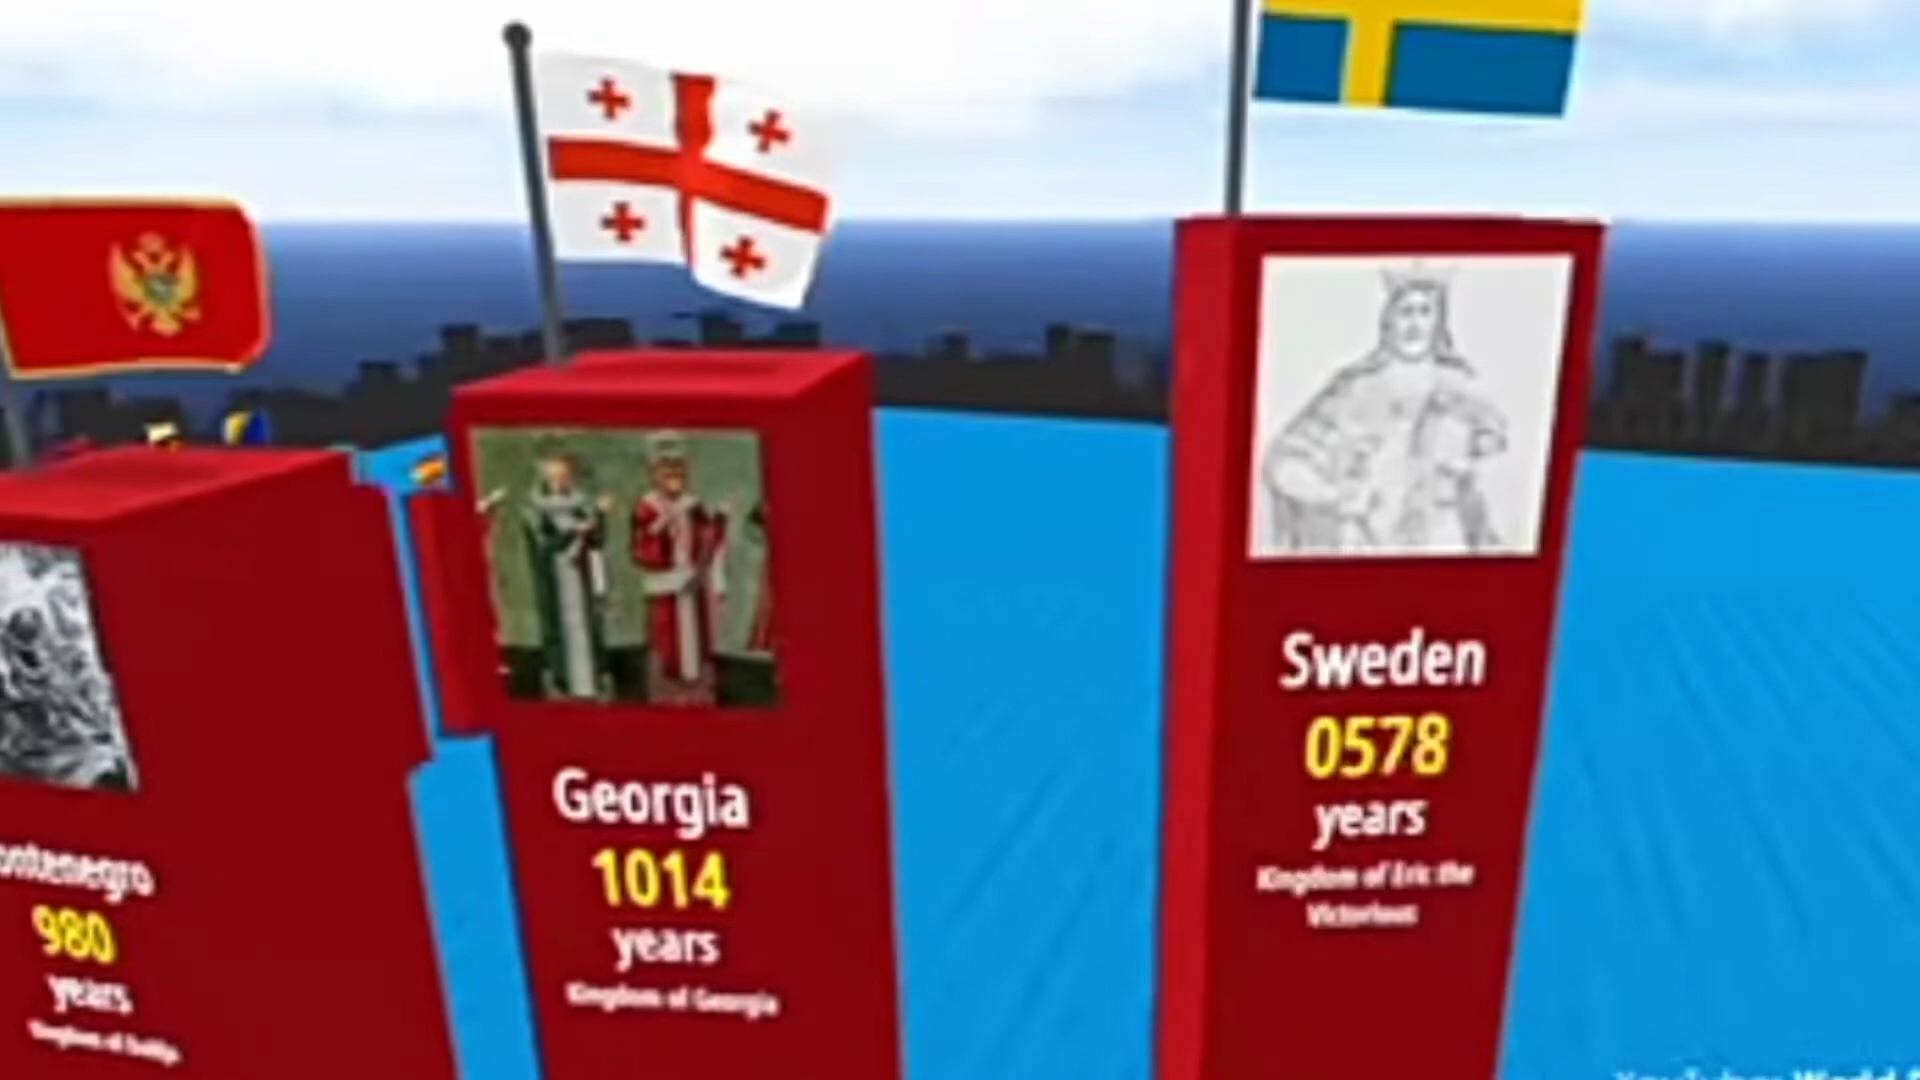 ontenegro
980
years
Georgia
1014
years
Kingdom of Georgia
Sweden
0578
years
Kingdom of Eric the
Victorious